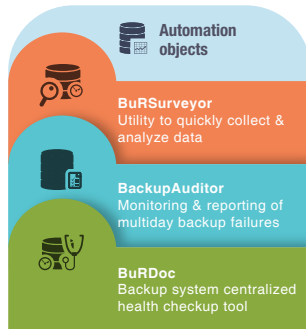 Automation
objects
BuRSurveyor
Utility to quickly collect &
analyze data
BackupAuditor
Monitoring & reporting of
multiday backup failures
BuRDoc
Backup system centralized
health checkup tool